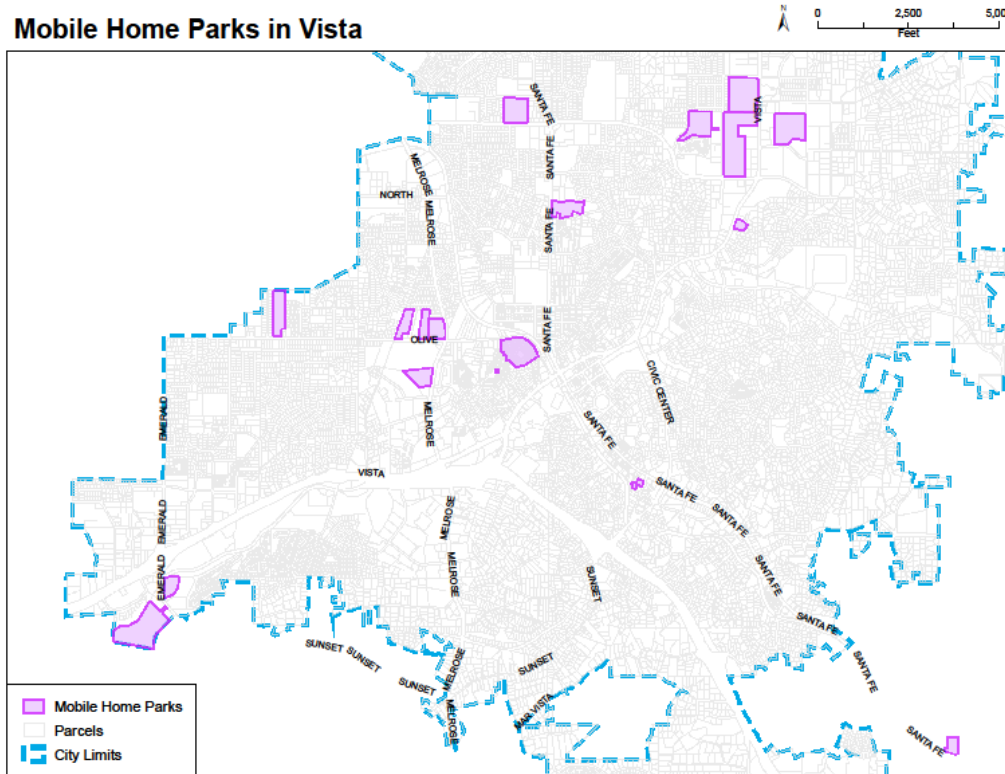 Mobile Home Parks in Vista
N
0 2,500 5,00
Feet
SANTA FE
VISTA
SANTA FE
MELROSE
NORTH
MELROSE
SANTA FE
SANTA FE
OLIVE
CIVIC CENTER
EMERALD
MELROSE
SANTA FE
VISTA
SANTA FE
EMERALD
MELROSE
SANTA FE
EMERALD
MELROSE
SUNSET
SANTA FE
SANTA FE
SUNSET
SUNSET
MELROSE
SUNSET
SANTA FE
SUNSET
MAR VISTA
MELROSE
SANTA FE
Mobile Home Parks
Parcels
City Limits